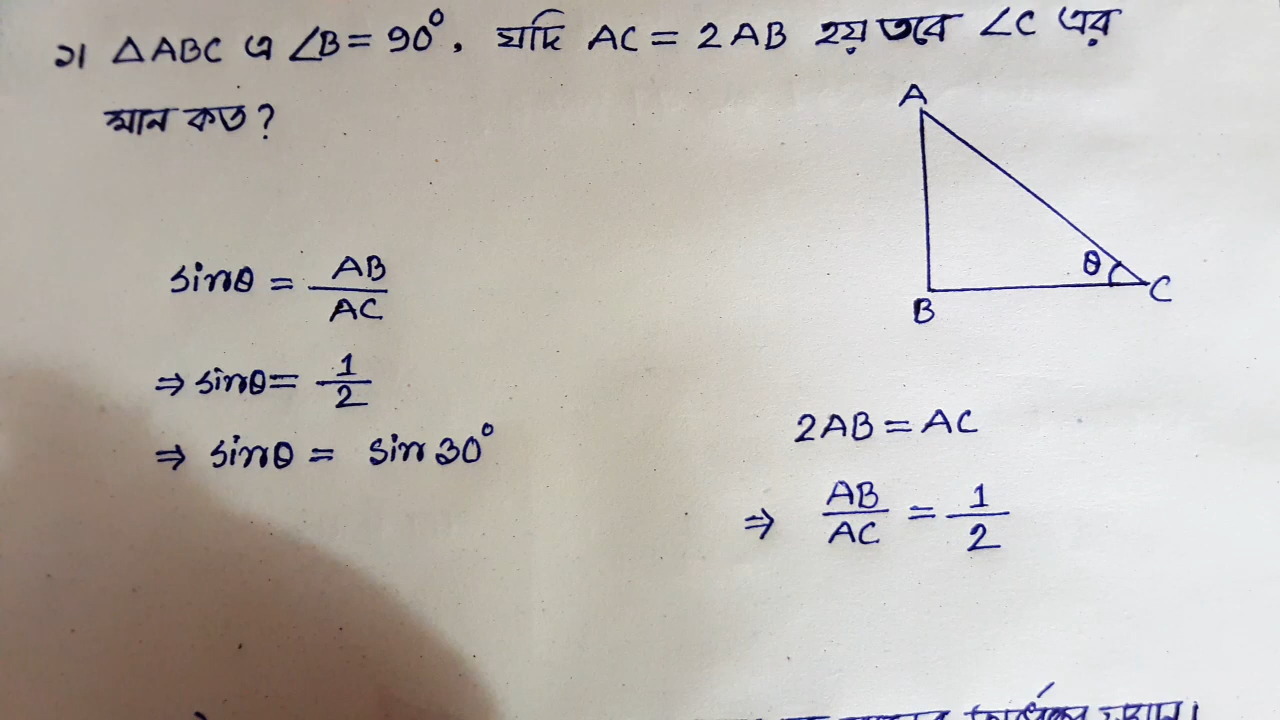 ১। △ABC এ ∠B = 90°, যদি AC = 2AB হয় তবে ∠C এর
মান কত?
A
θ
B
C
sinθ = AB/AC
⇒ sinθ = 1/2
⇒ sinθ = sin 30°
2AB = AC
⇒ AB/AC = 1/2